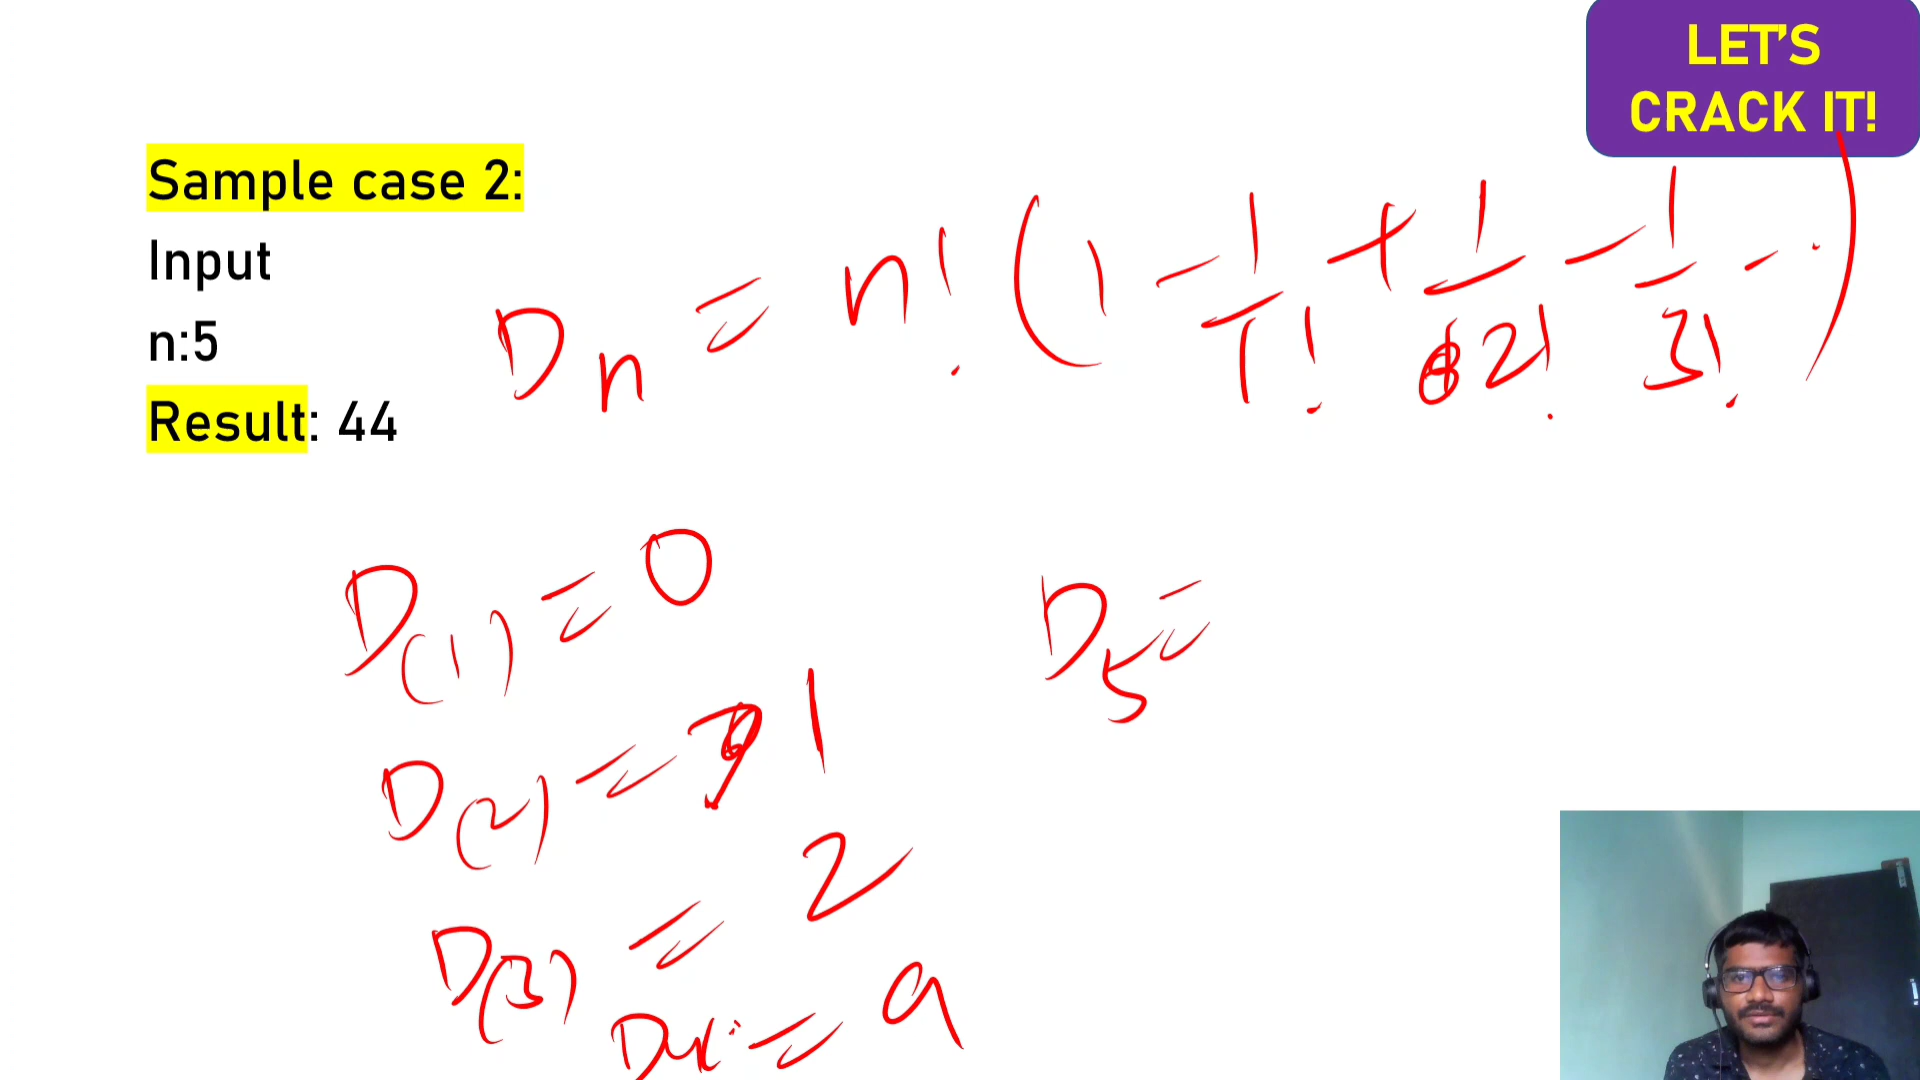 LET'S
CRACK IT!
Sample case 2:
Input
n:5
Result: 44
Dn = n! (1 - 1/1! + 1/2! - 1/3! - ..)
D(1) = 0
D(2) = 1
D(3) = 2
D4 = 9
D5 =